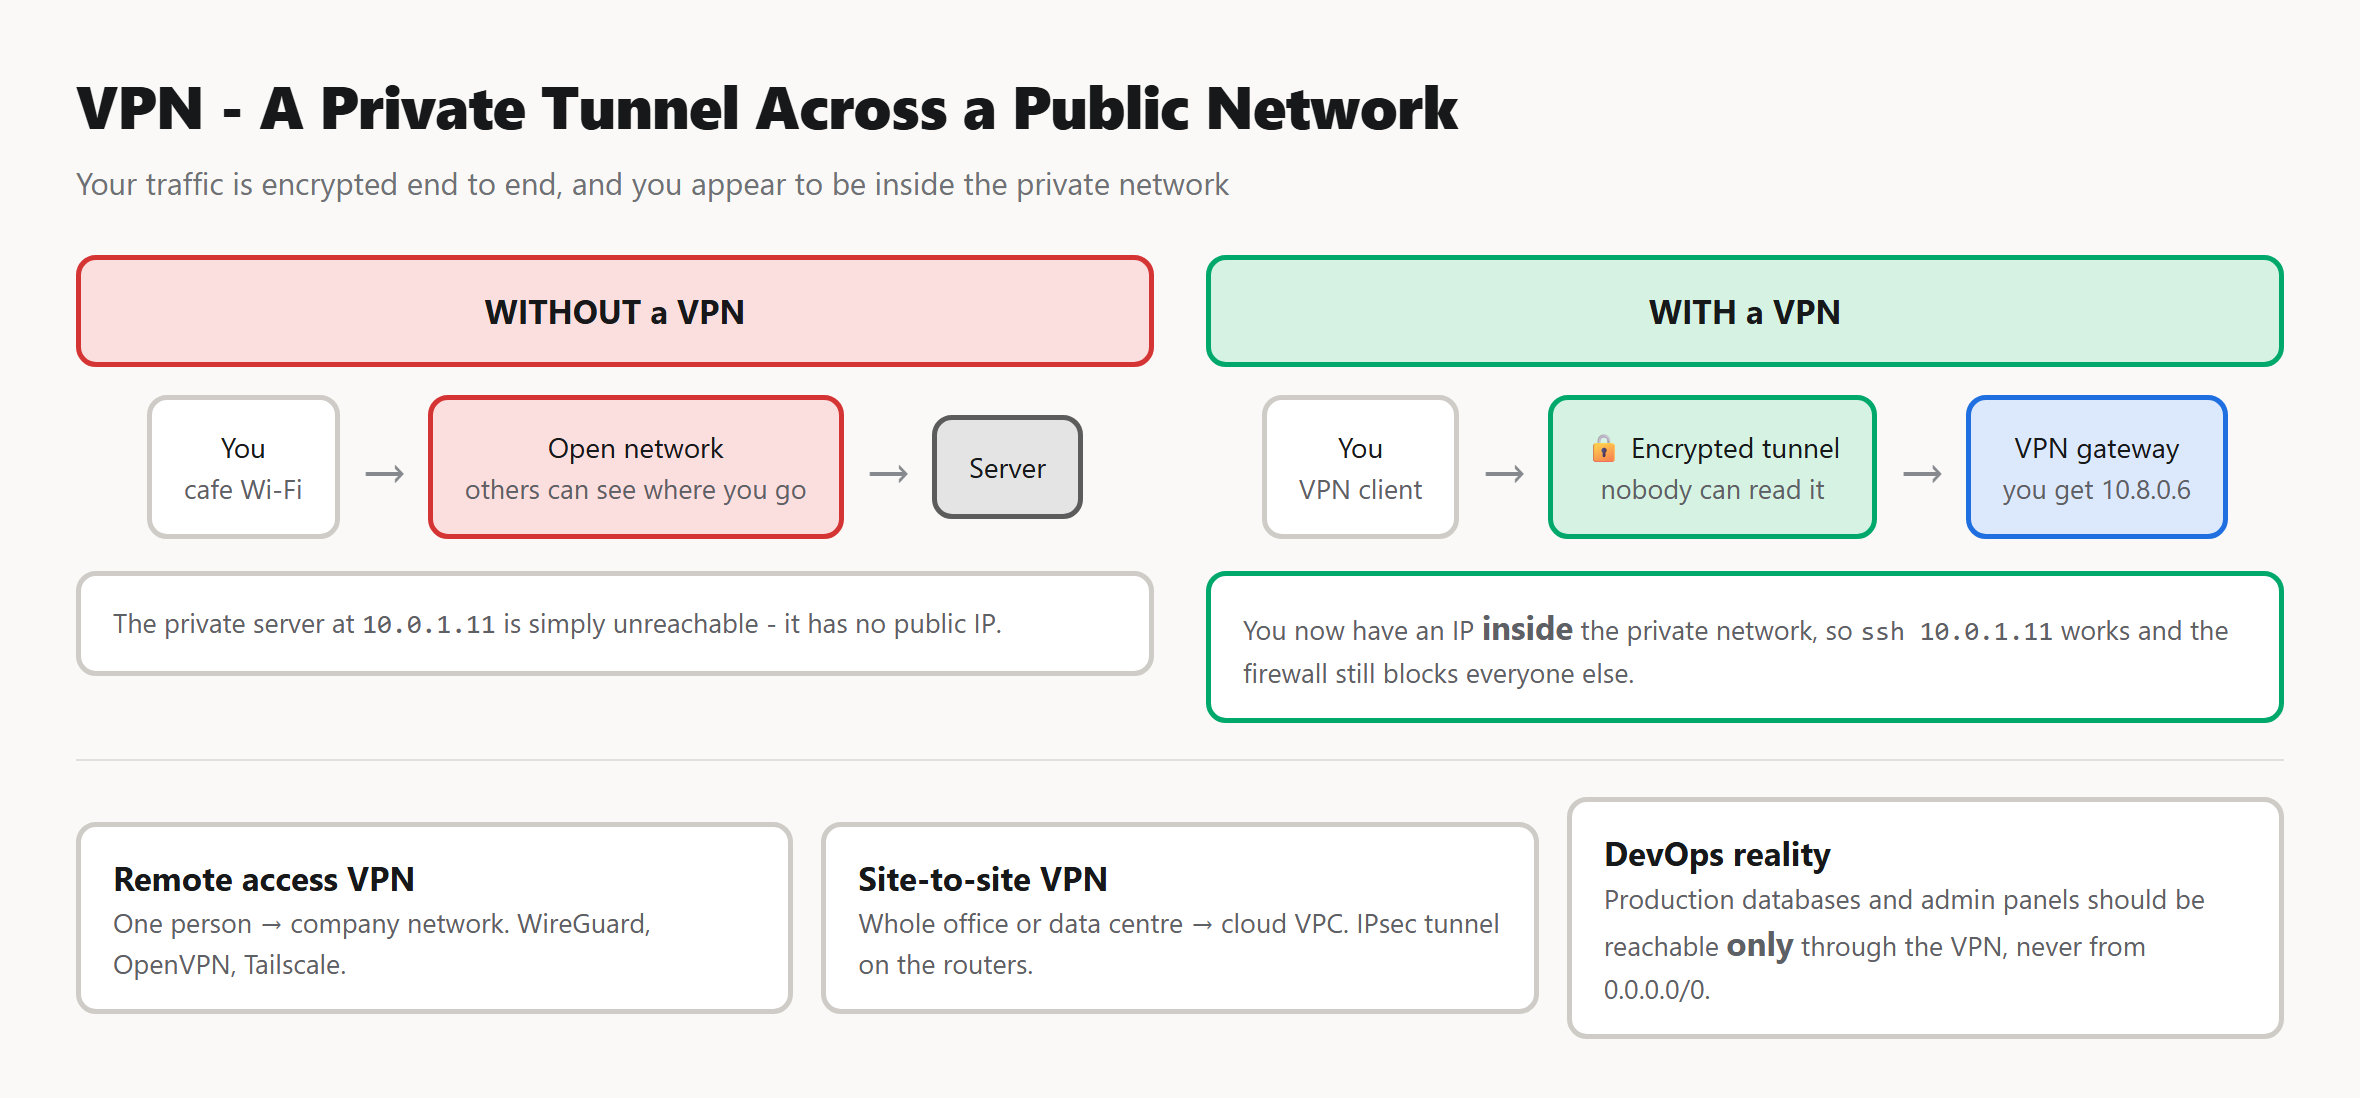 VPN - A Private Tunnel Across a Public Network
Your traffic is encrypted end to end, and you appear to be inside the private network
WITHOUT a VPN
You
cafe Wi-Fi
→
Open network
others can see where you go
→
Server
The private server at 10.0.1.11 is simply unreachable - it has no public IP.
WITH a VPN
You
VPN client
→
🔒 Encrypted tunnel
nobody can read it
→
VPN gateway
you get 10.8.0.6
You now have an IP inside the private network, so ssh 10.0.1.11 works and the
firewall still blocks everyone else.
Remote access VPN
One person → company network. WireGuard,
OpenVPN, Tailscale.
Site-to-site VPN
Whole office or data centre → cloud VPC. IPsec tunnel
on the routers.
DevOps reality
Production databases and admin panels should be
reachable only through the VPN, never from
0.0.0.0/0.